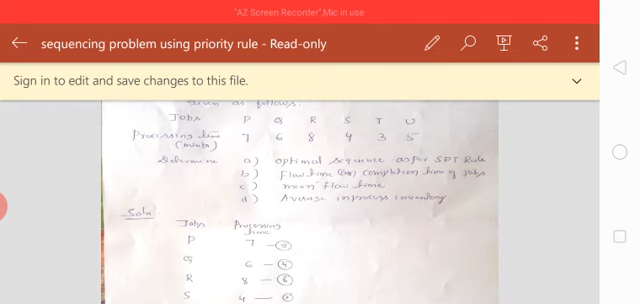 "AZ Screen Recorder",Mic in use
sequencing problem using priority rule - Read-only
Sign in to edit and save changes to this file.
Given as follows.
Jobs P Q R S T U
Processing time 7 6 8 4 3 5
(minutes)
Determine a) optimal sequence as per SPT Rule
b) Flow time (or) completion time of jobs
c) mean flow time
d) Average inprocess inventory
Soln
Jobs Processing
time
P 7 - 5
Q 6 - 4
R 8 - 6
S 4 -